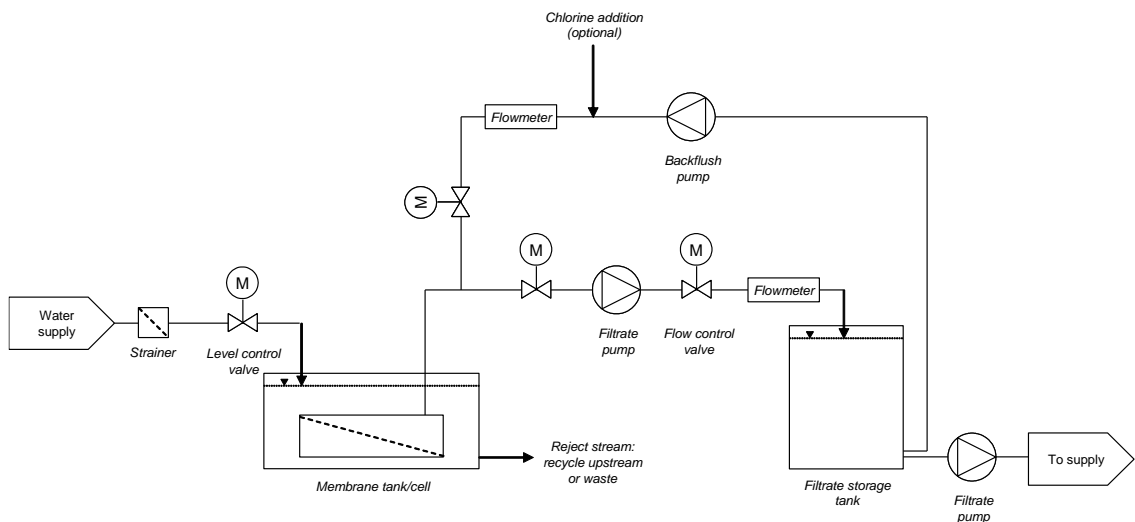 Chlorine addition
(optional)
Flowmeter
Backflush
pump
M
M
M
Flowmeter
Filtrate
pump
Flow control
valve
M
Water
supply
Strainer
Level control
valve
Membrane tank/cell
Reject stream:
recycle upstream
or waste
Filtrate storage
tank
Filtrate
pump
To supply